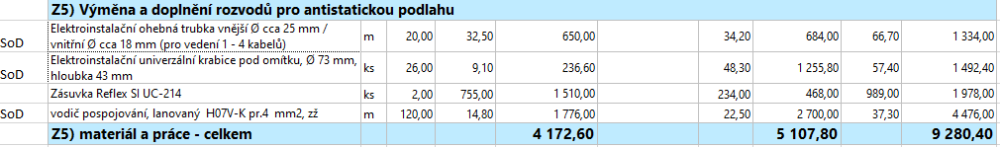 Z5) Výměna a doplnění rozvodů pro antistatickou podlahu
Elektroinstalační ohebná trubka vnější Ø cca 25 mm /
SoD vnitřní Ø cca 18 mm (pro vedení 1 - 4 kabelů) m 20,00 32,50 650,00 34,20 684,00 66,70 1 334,00
Elektroinstalační univerzální krabice pod omítku, Ø 73 mm,
SoD hloubka 43 mm ks 26,00 9,10 236,60 48,30 1 255,80 57,40 1 492,40
Zásuvka Reflex SI UC-214 ks 2,00 755,00 1 510,00 234,00 468,00 989,00 1 978,00
SoD vodič pospojování, lanovaný H07V-K pr.4 mm2, zž m 120,00 14,80 1 776,00 22,50 2 700,00 37,30 4 476,00
Z5) materiál a práce - celkem 4 172,60 5 107,80 9 280,40